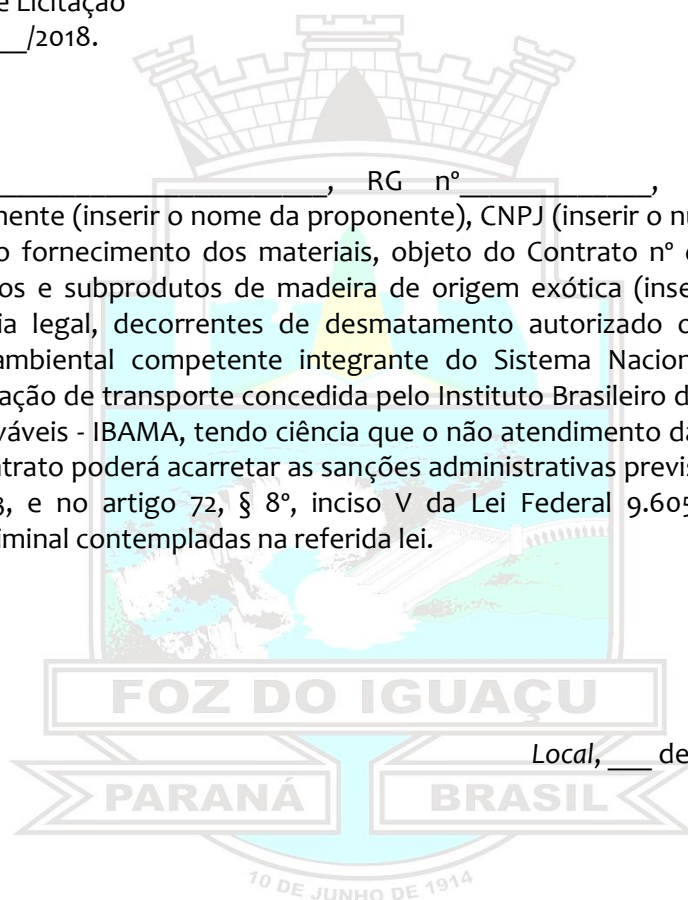 e Licitação
__/2018.
______________________, RG nº_____________,
nente (inserir o nome da proponente), CNPJ (inserir o nú
o fornecimento dos materiais, objeto do Contrato nº
os e subprodutos de madeira de origem exótica (inse
ia legal, decorrentes de desmatamento autorizado o
ambiental competente integrante do Sistema Nacion
ação de transporte concedida pelo Instituto Brasileiro d
váveis - IBAMA, tendo ciência que o não atendimento da
ntrato poderá acarretar as sanções administrativas previs
3, e no artigo 72, § 8º, inciso V da Lei Federal 9.605
iminal contempladas na referida lei.
FOZ DO IGUAÇU
Local, ___ de
PARANÁ BRASIL
10 DE JUNHO DE 1914